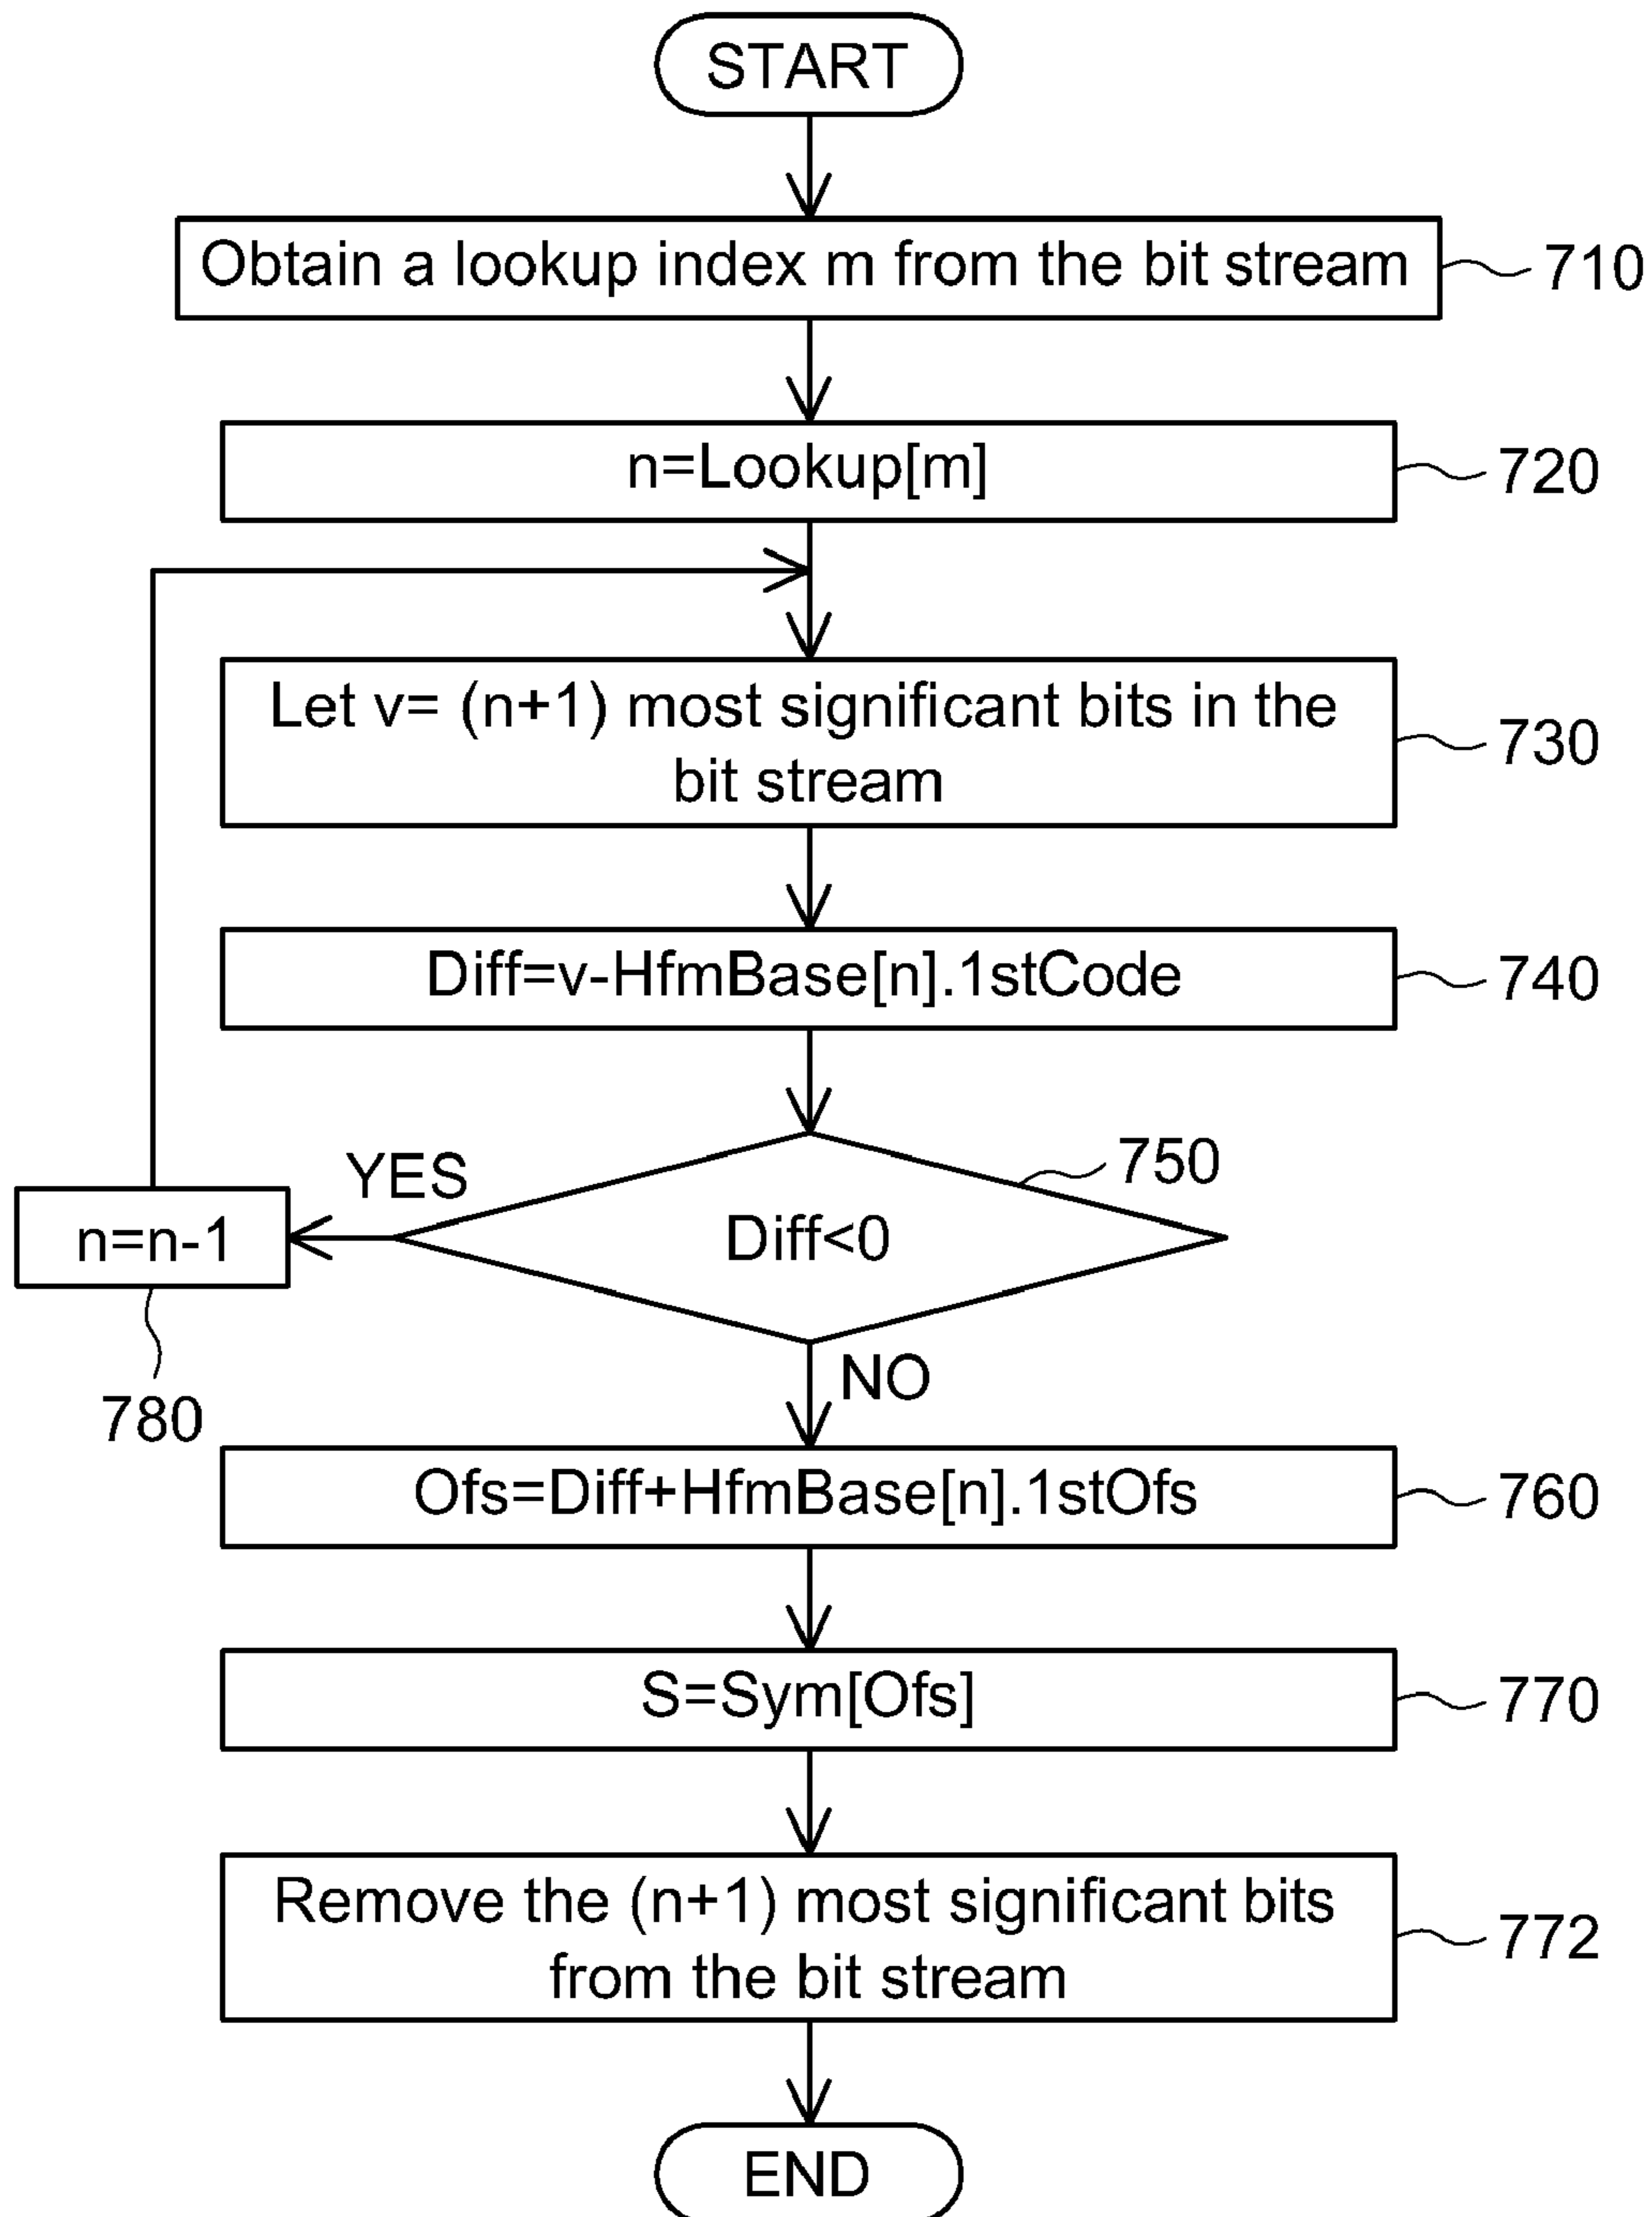 START
Obtain a lookup index m from the bit stream
710
n=Lookup[m]
720
Let v= (n+1) most significant bits in the
bit stream
730
Diff=v-HfmBase[n].1stCode
740
750
YES
Diff<0
n=n-1
780
NO
Ofs=Diff+HfmBase[n].1stOfs
760
S=Sym[Ofs]
770
Remove the (n+1) most significant bits
from the bit stream
772
END